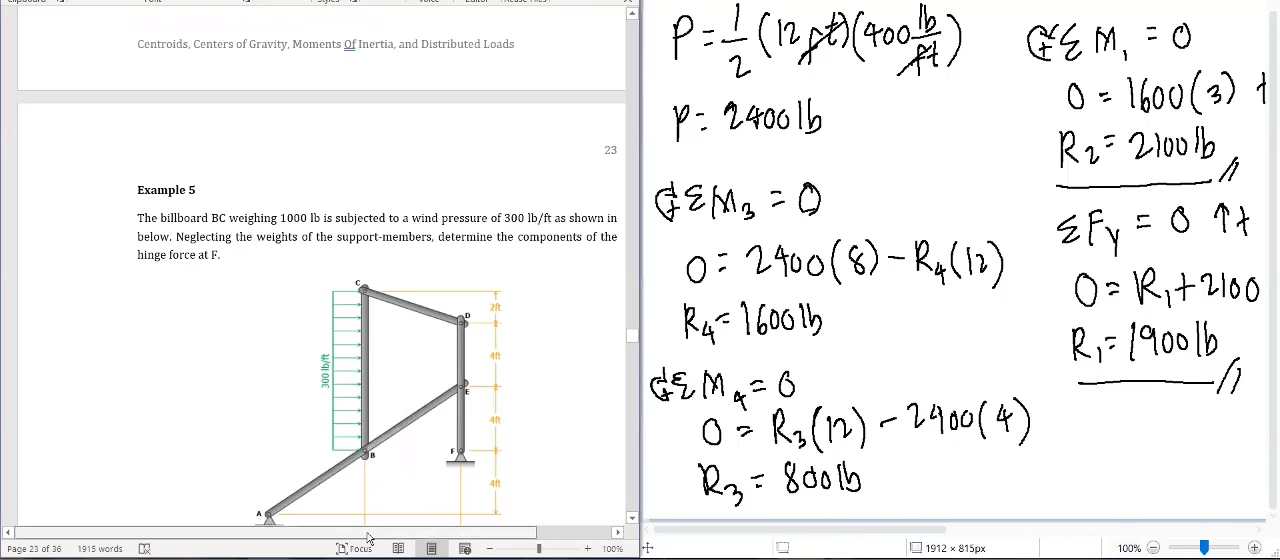 Centroids, Centers of Gravity, Moments Of Inertia, and Distributed Loads
23
Example 5
The billboard BC weighing 1000 lb is subjected to a wind pressure of 300 lb/ft as shown in
below. Neglecting the weights of the support-members, determine the components of the
hinge force at F.
C
2ft
D
4ft
300 lb/ft
E
4ft
B
F
4ft
A
Page 23 of 36
1915 words
Focus
100%
P = 1/2 (12 ft)(400 lb/ft)
P = 2400 lb
+ΣM3 = 0
0 = 2400(8) − R4(12)
R4 = 1600 lb
+ΣM4 = 0
0 = R3(12) − 2400(4)
R3 = 800 lb
+ΣM1 = 0
0 = 1600(3) +
R2 = 2100 lb //
ΣFy = 0 ↑+
0 = R1 + 2100
R1 = 1900 lb //
1912 × 815px
100%